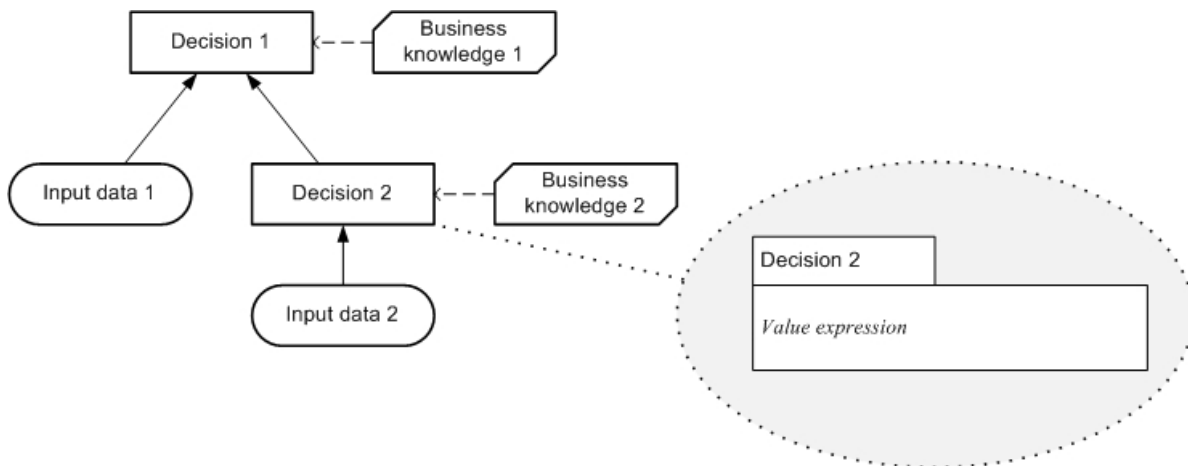 Decision 1
Business
knowledge 1
Input data 1
Decision 2
Business
knowledge 2
Input data 2
Decision 2
Value expression